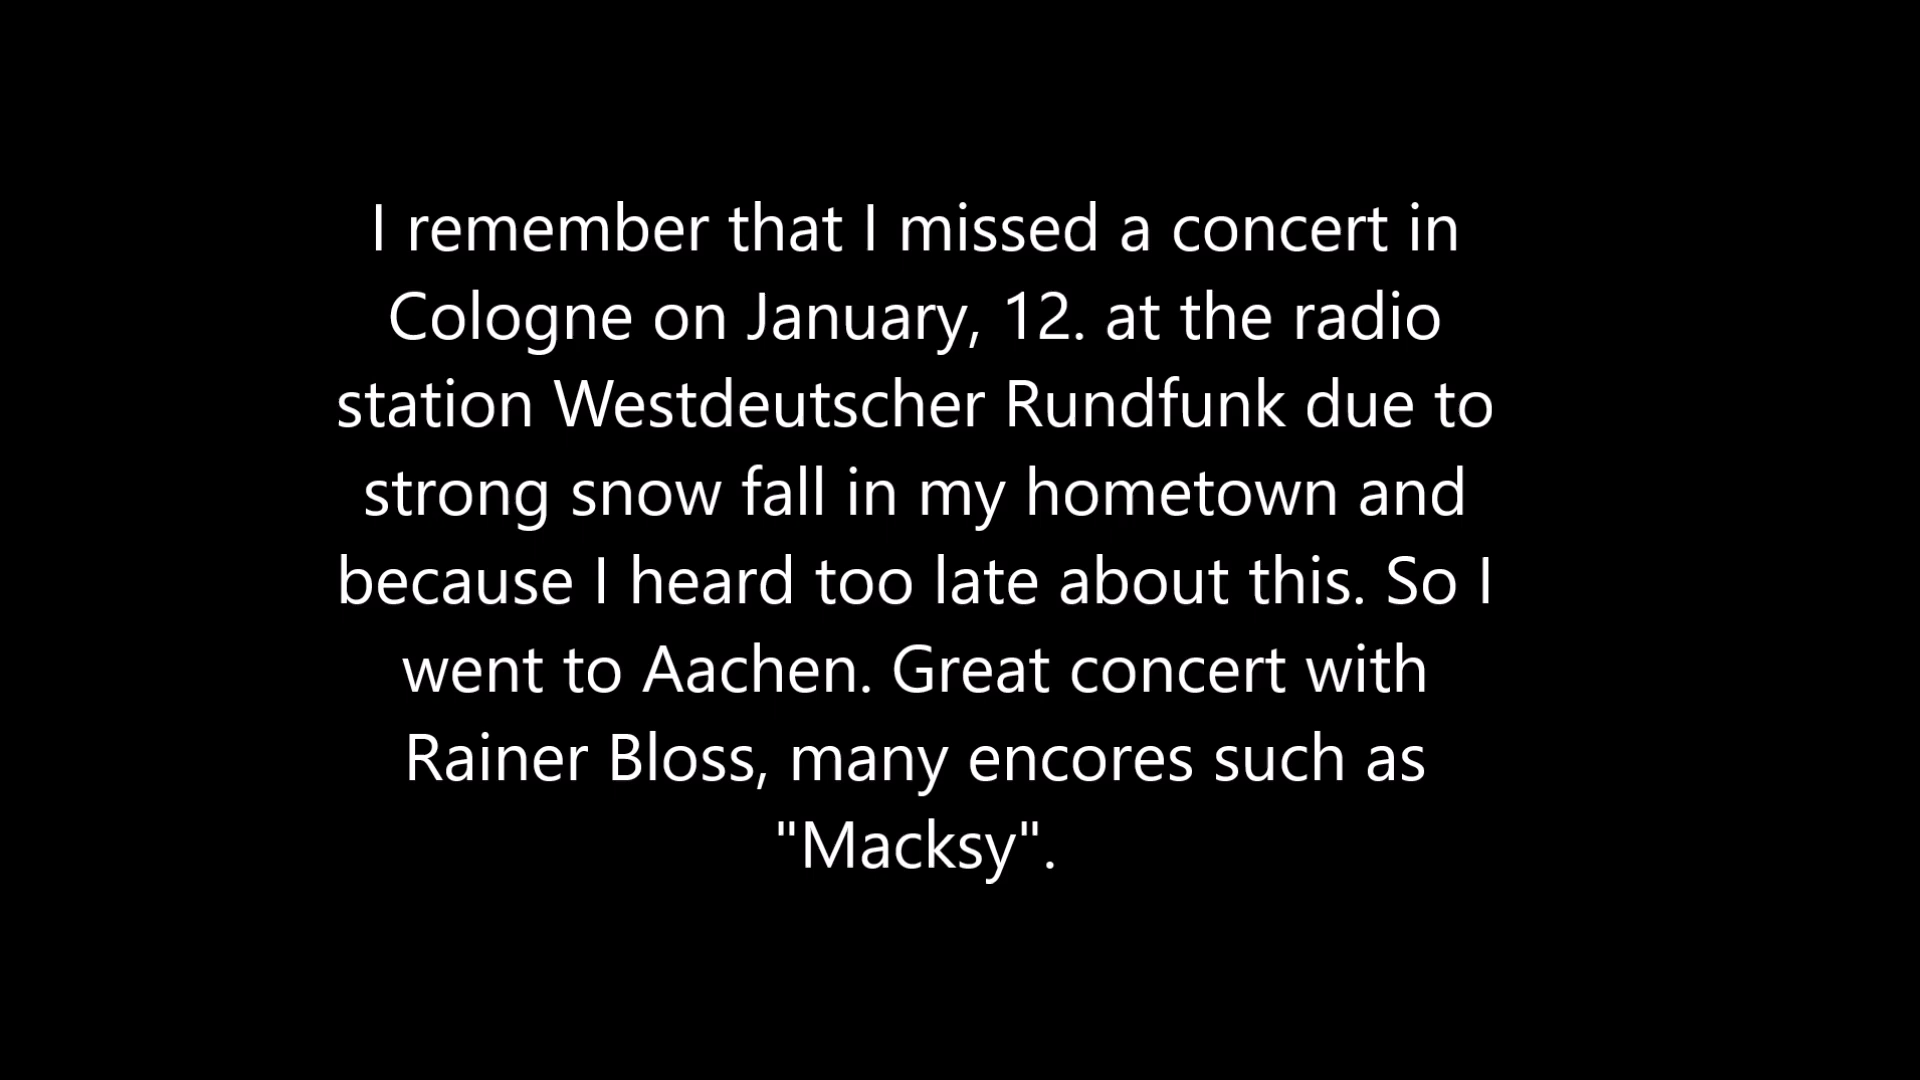 I remember that I missed a concert in
Cologne on January, 12. at the radio
station Westdeutscher Rundfunk due to
strong snow fall in my hometown and
because I heard too late about this. So I
went to Aachen. Great concert with
Rainer Bloss, many encores such as
"Macksy".